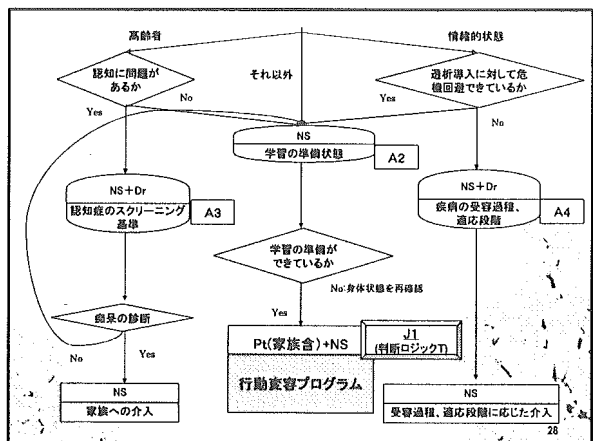 高齢者
情緒的状態
認知に問題が
あるか
それ以外
透析導入に対して危
機回避できているか
Yes
No
Yes
No
NS
学習の準備状態
A2
NS+Dr
認知症のスクリーニング
基準
A3
NS+Dr
疾病の受容過程、
適応段階
A4
学習の準備が
できているか
No:身体状態を再確認
痴呆の診断
Yes
No
Yes
Pt(家族含)+NS
J1
(判断ロジックT)
行動変容プログラム
NS
家族への介入
NS
受容過程、適応段階に応じた介入
28